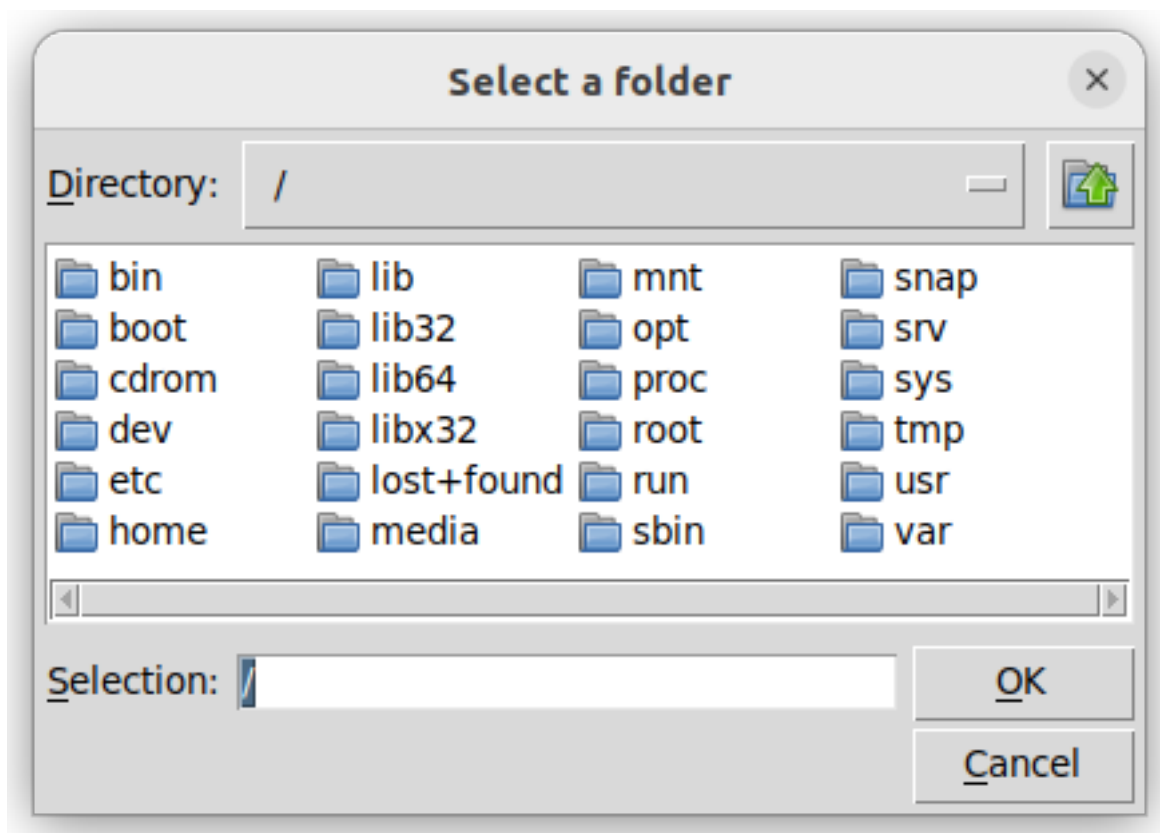 Select a folder
Directory: /
bin lib mnt snap
boot lib32 opt srv
cdrom lib64 proc sys
dev libx32 root tmp
etc lost+found run usr
home media sbin var
Selection: / OK
Cancel